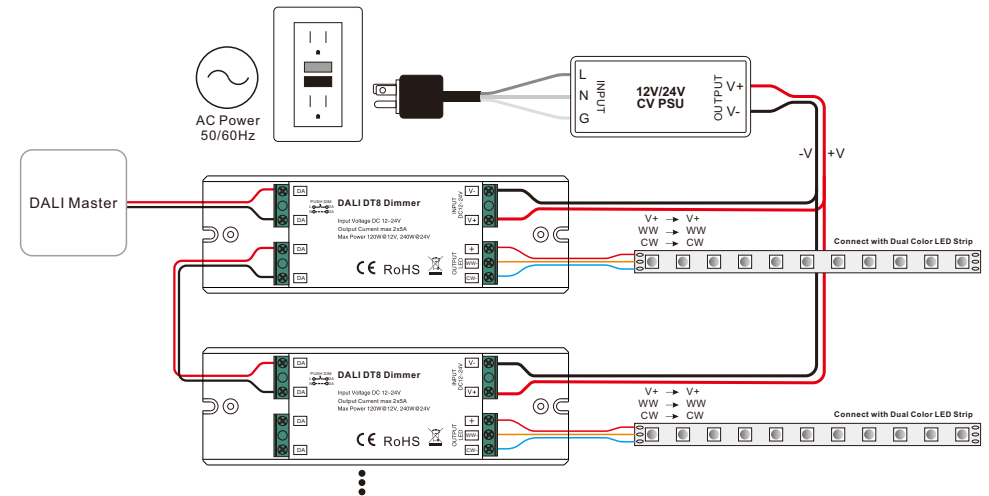 AC Power
50/60Hz
L
N
G
INPUT
12V/24V
CV PSU
OUTPUT
V+
V-
-V
+V
DALI Master
DA
DA
DA
DA
PUSH DIM
DALI DT8 Dimmer
Input Voltage DC 12–24V
Output Current max 2x5A
Max Power 120W@12V, 240W@24V
CE RoHS
INPUT
DC12-24V
V-
V+
OUTPUT
LED
+
WW-
CW-
V+ → V+
WW → WW
CW → CW
Connect with Dual Color LED Strip
DA
DA
DA
DA
PUSH DIM
DALI DT8 Dimmer
Input Voltage DC 12–24V
Output Current max 2x5A
Max Power 120W@12V, 240W@24V
CE RoHS
INPUT
DC12-24V
V-
V+
OUTPUT
LED
+
WW-
CW-
V+ → V+
WW → WW
CW → CW
Connect with Dual Color LED Strip